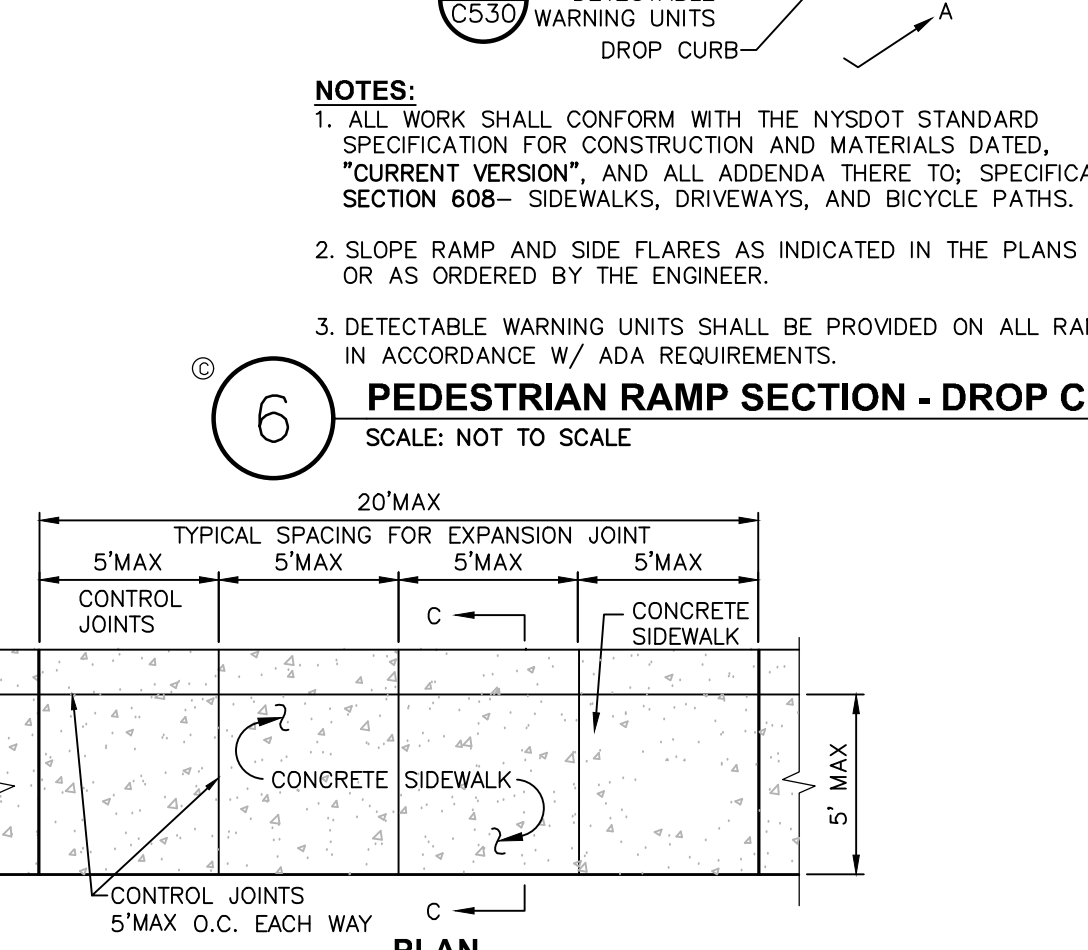 C530
WARNING UNITS
DROP CURB
A
NOTES:
1. ALL WORK SHALL CONFORM WITH THE NYSDOT STANDARD
SPECIFICATION FOR CONSTRUCTION AND MATERIALS DATED,
"CURRENT VERSION", AND ALL ADDENDA THERE TO; SPECIFICA
SECTION 608- SIDEWALKS, DRIVEWAYS, AND BICYCLE PATHS.
2. SLOPE RAMP AND SIDE FLARES AS INDICATED IN THE PLANS
OR AS ORDERED BY THE ENGINEER.
3. DETECTABLE WARNING UNITS SHALL BE PROVIDED ON ALL RA
IN ACCORDANCE W/ ADA REQUIREMENTS.
©
6
PEDESTRIAN RAMP SECTION - DROP C
SCALE: NOT TO SCALE
20'MAX
TYPICAL SPACING FOR EXPANSION JOINT
5'MAX 5'MAX 5'MAX 5'MAX
CONTROL
JOINTS
C
CONCRETE
SIDEWALK
CONCRETE SIDEWALK
5' MAX
CONTROL JOINTS
5'MAX O.C. EACH WAY
C
PLAN